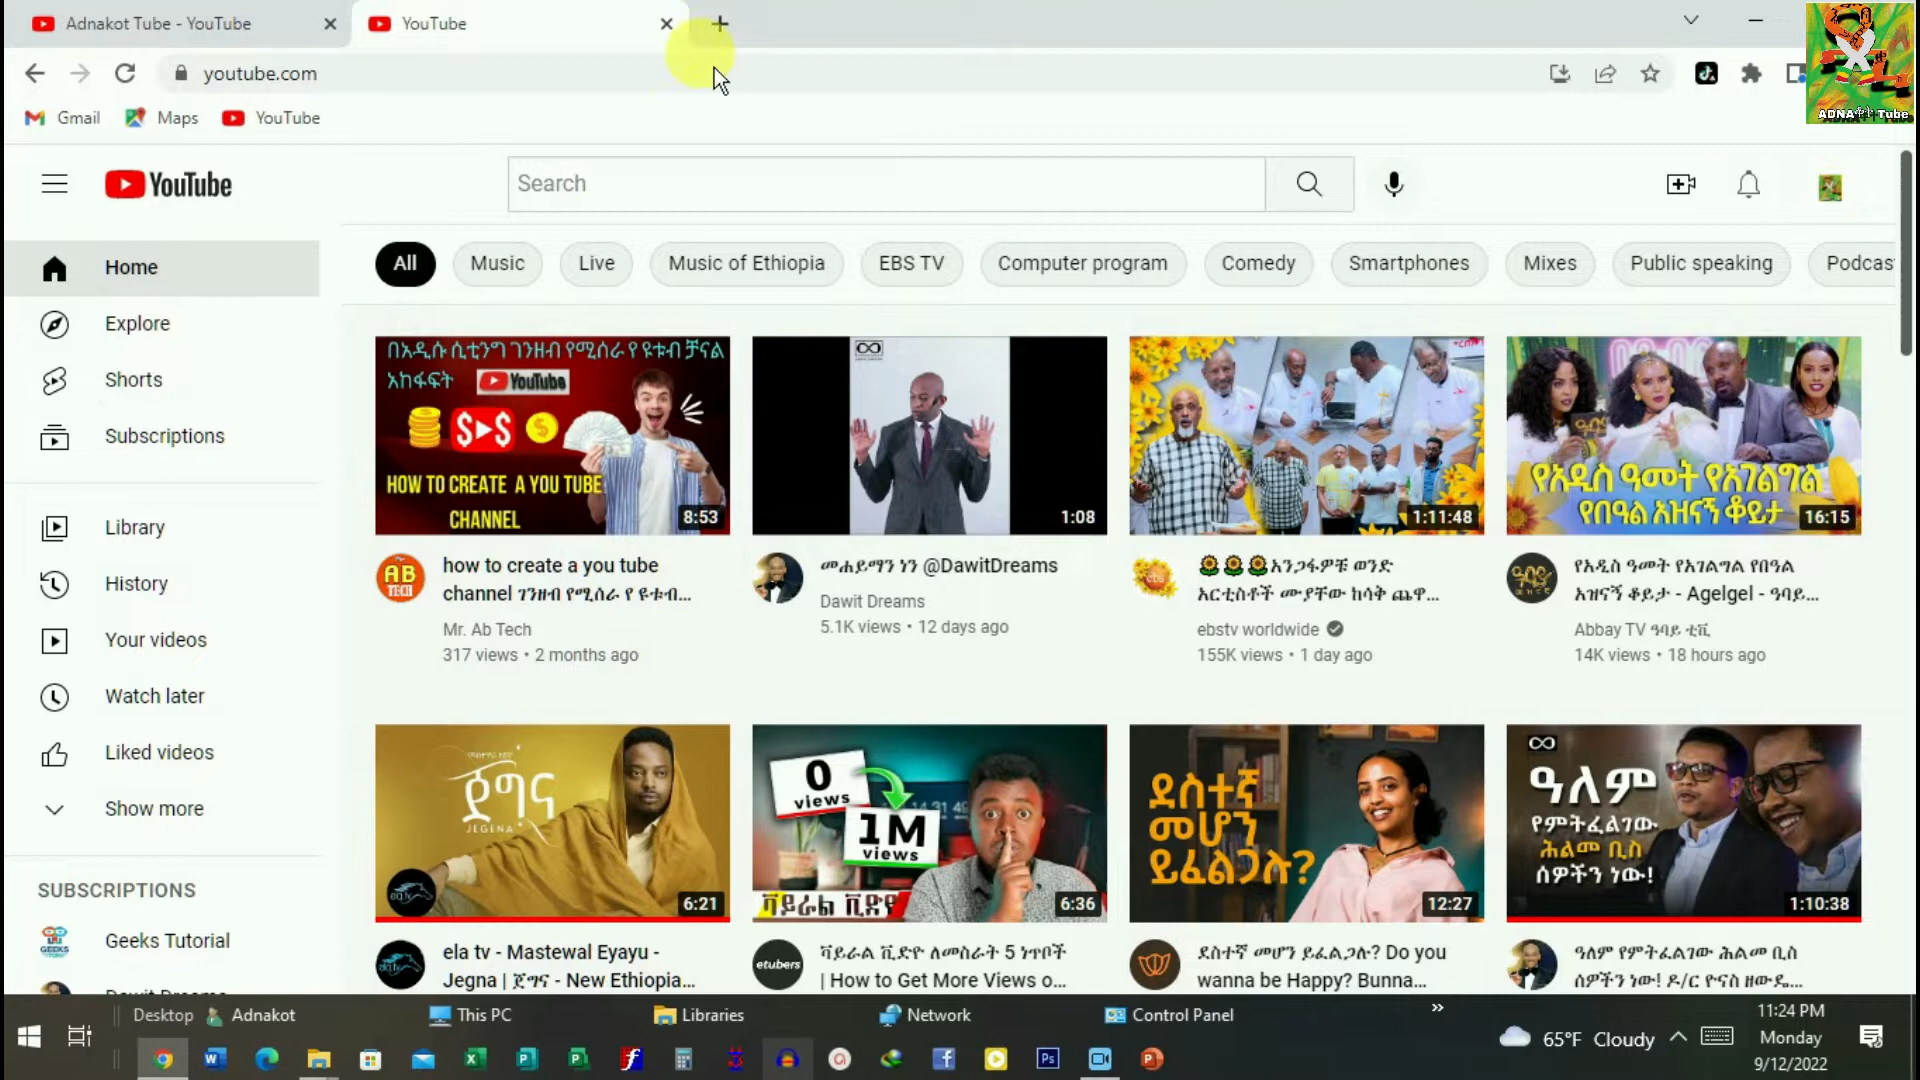 Adnakot Tube - YouTube
YouTube
youtube.com
Gmail
Maps
YouTube
ADNAቆት Tube
YouTube
Search
Home
Explore
Shorts
Subscriptions
Library
History
Your videos
Watch later
Liked videos
Show more
SUBSCRIPTIONS
Geeks Tutorial
All
Music
Live
Music of Ethiopia
EBS TV
Computer program
Comedy
Smartphones
Mixes
Public speaking
Podcas
በአዲሱ ሲቲንግ ገንዘብ የሚሰራ የ ዩቱብ ቻናል
አከፋፍት
YouTube
HOW TO CREATE A YOU TUBE
CHANNEL
8:53
AB
TECH
how to create a you tube
channel ገንዘብ የሚሰራ የ ዩቱብ...
Mr. Ab Tech
317 views • 2 months ago
1:08
መሐይማን ነን @DawitDreams
Dawit Dreams
5.1K views • 12 days ago
1:11:48
ebs
🌻🌻🌻አንጋፋዎቹ ወንድ
አርቲስቶች ሙያቸው ከሳቅ ጨዋ...
ebstv worldwide
155K views • 1 day ago
የአዲስ ዓመት የአገልግል
የበዓል አዝናኝ ቆይታ
16:15
የአዲስ ዓመት የአገልግል የበዓል
አዝናኝ ቆይታ - Agelgel - ዓባይ...
Abbay TV ዓባይ ቲቪ
14K views • 18 hours ago
ጀግና
JEGENA
6:21
ela tv - Mastewal Eyayu -
Jegna | ጀግና - New Ethiopia...
0
views
1M
views
ቫይራል ቪድዮ
6:36
etubers
ቫይራል ቪድዮ ለመስራት 5 ነጥቦች
| How to Get More Views o...
ደስተኛ
መሆን
ይፈልጋሉ?
12:27
ደስተኛ መሆን ይፈልጋሉ? Do you
wanna be Happy? Bunna...
ዓለም
የምትፈልገው
ሕልመ ቢስ
ሰዎችን ነው!
1:10:38
ዓለም የምትፈልገው ሕልመ ቢስ
ሰዎችን ነው! ዶ/ር ዮናስ ዘውዴ...
Desktop
Adnakot
This PC
Libraries
Network
Control Panel
65°F Cloudy
11:24 PM
Monday
9/12/2022